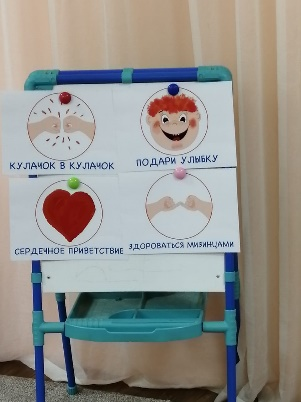 КУЛАЧОК В КУЛАЧОК
ПОДАРИ УЛЫБКУ
СЕРДЕЧНОЕ ПРИВЕТСТВИЕ
ЗДОРОВАТЬСЯ МИЗИНЦАМИ